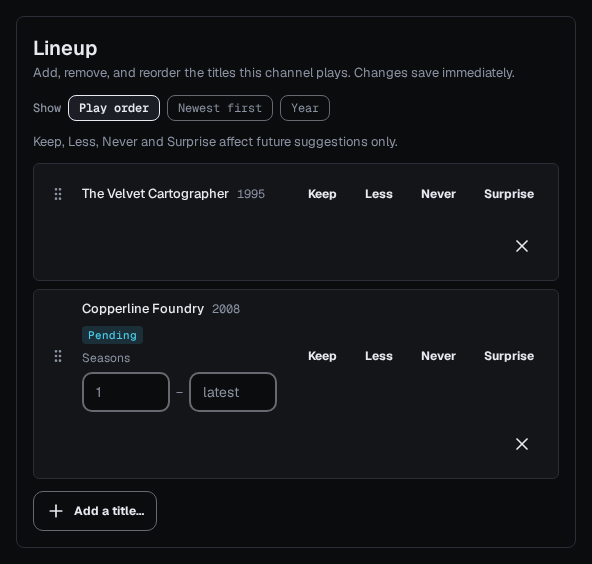 Lineup
Add, remove, and reorder the titles this channel plays. Changes save immediately.
Show Play order Newest first Year
Keep, Less, Never and Surprise affect future suggestions only.
The Velvet Cartographer 1995 Keep Less Never Surprise
Copperline Foundry 2008
Pending
Seasons Keep Less Never Surprise
1 – latest
Add a title...